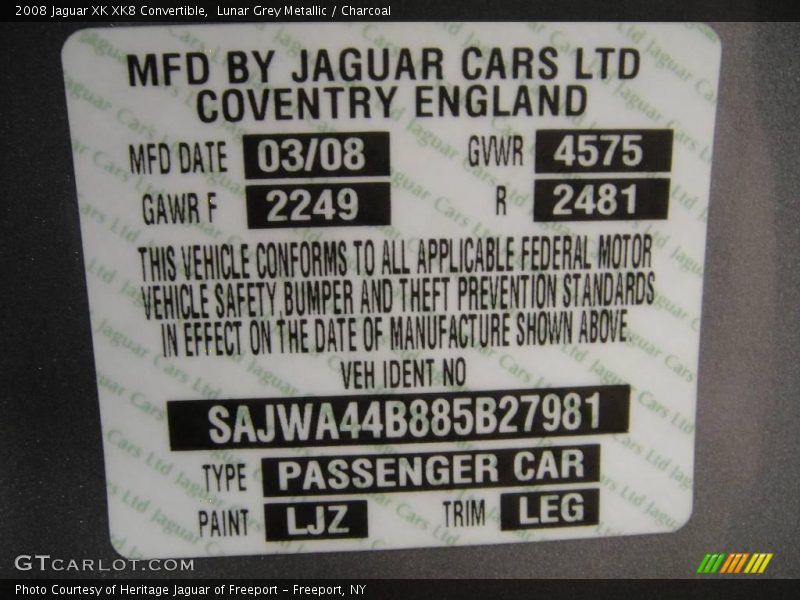 2008 Jaguar XK XK8 Convertible,  Lunar Grey Metallic / Charcoal
MFD BY JAGUAR CARS LTD
COVENTRY ENGLAND
MFD DATE 03/08 GVWR 4575
GAWR F 2249 R 2481
THIS VEHICLE CONFORMS TO ALL APPLICABLE FEDERAL MOTOR
VEHICLE SAFETY,BUMPER AND THEFT PREVENTION STANDARDS
IN EFFECT ON THE DATE OF MANUFACTURE SHOWN ABOVE
VEH IDENT NO
SAJWA44B885B27981
TYPE PASSENGER CAR
PAINT LJZ TRIM LEG
GTCARLOT.COM
Photo Courtesy of Heritage Jaguar of Freeport – Freeport, NY